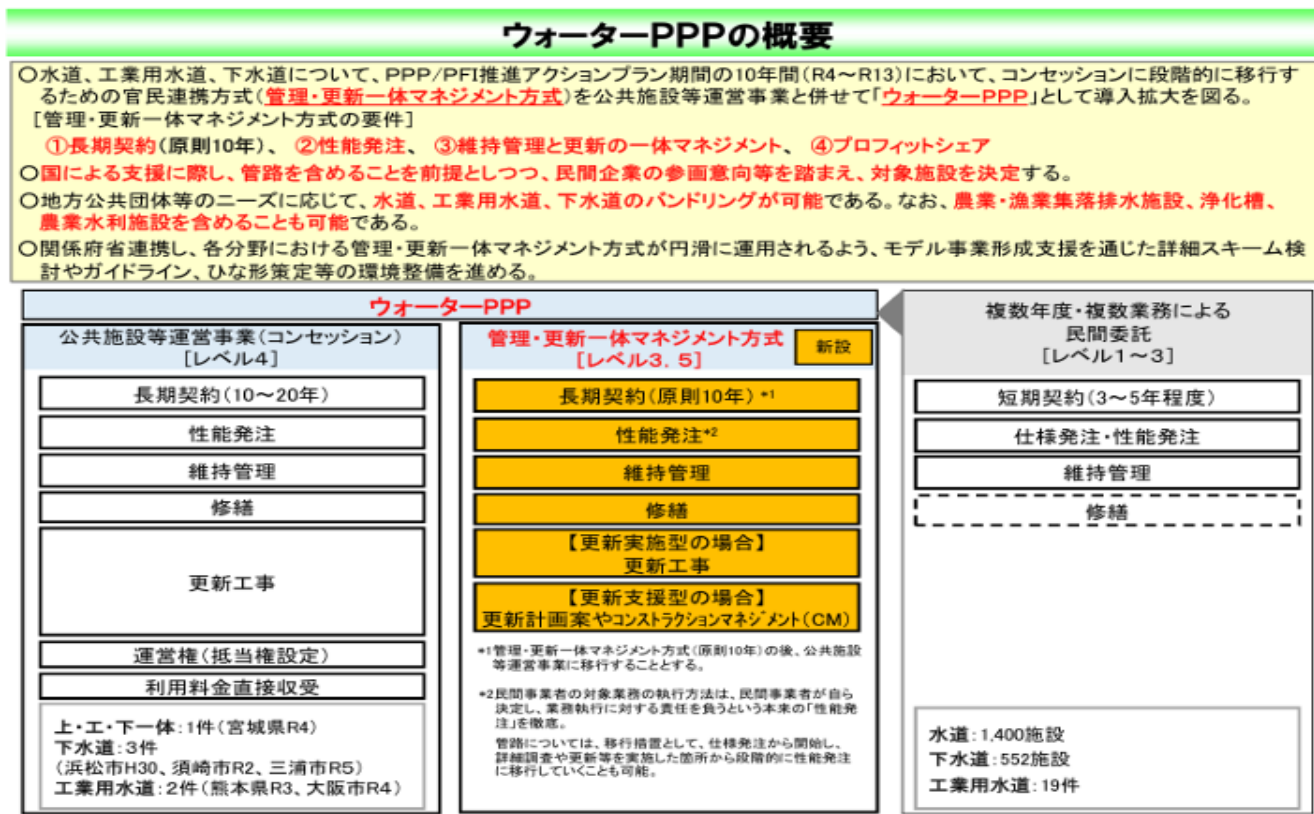 ウォーターPPPの概要
○水道、工業用水道、下水道について、PPP/PFI推進アクションプラン期間の10年間(R4～R13)において、コンセッションに段階的に移行す
るための官民連携方式(管理・更新一体マネジメント方式)を公共施設等運営事業と併せて「ウォーターPPP」として導入拡大を図る。
[管理・更新一体マネジメント方式の要件]
①長期契約(原則10年)、 ②性能発注、 ③維持管理と更新の一体マネジメント、 ④プロフィットシェア
○国による支援に際し、管路を含めることを前提としつつ、民間企業の参画意向等を踏まえ、対象施設を決定する。
○地方公共団体等のニーズに応じて、水道、工業用水道、下水道のバンドリングが可能である。なお、農業・漁業集落排水施設、浄化槽、
農業水利施設を含めることも可能である。
○関係府省連携し、各分野における管理・更新一体マネジメント方式が円滑に運用されるよう、モデル事業形成支援を通じた詳細スキーム検
討やガイドライン、ひな形策定等の環境整備を進める。
ウォーターPPP
公共施設等運営事業(コンセッション)
[レベル4]
長期契約(10～20年)
性能発注
維持管理
修繕
更新工事
運営権(抵当権設定)
利用料金直接収受
上・工・下一体:1件(宮城県R4)
下水道:3件
(浜松市H30、須崎市R2、三浦市R5)
工業用水道:2件(熊本県R3、大阪市R4)
管理・更新一体マネジメント方式
[レベル3.5]
新設
長期契約(原則10年)*1
性能発注*2
維持管理
修繕
【更新実施型の場合】
更新工事
【更新支援型の場合】
更新計画案やコンストラクションマネジメント(CM)
*1管理・更新一体マネジメント方式(原則10年)の後、公共施設
等運営事業に移行することとする。
*2民間事業者の対象業務の執行方法は、民間事業者が自ら
決定し、業務執行に対する責任を負うという本来の「性能発
注」を徹底。
管路については、移行措置として、仕様発注から開始し、
詳細調査や更新等を実施した箇所から段階的に性能発注
に移行していくことも可能。
複数年度・複数業務による
民間委託
[レベル1～3]
短期契約(3～5年程度)
仕様発注・性能発注
維持管理
修繕
水道:1,400施設
下水道:552施設
工業用水道:19件